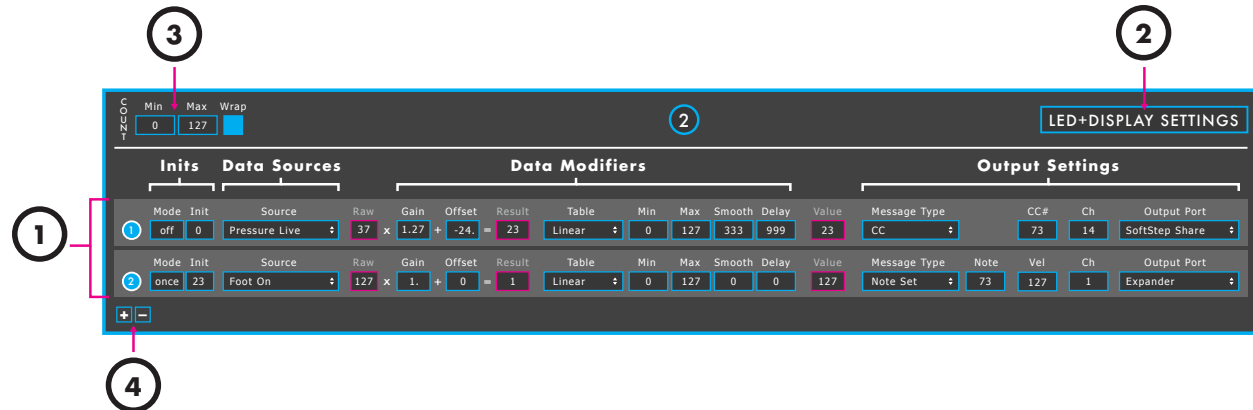 3
2
COUNT
Min Max Wrap
0 127
2
LED+DISPLAY SETTINGS
Inits Data Sources Data Modifiers Output Settings
1
Mode Init Source Raw Gain Offset Result Table Min Max Smooth Delay Value Message Type CC# Ch Output Port
1 off 0 Pressure Live 37 x 1.27 + -24. = 23 Linear 0 127 333 999 23 CC 73 14 SoftStep Share
Mode Init Source Raw Gain Offset Result Table Min Max Smooth Delay Value Message Type Note Vel Ch Output Port
2 once 23 Foot On 127 x 1. + 0 = 1 Linear 0 127 0 0 127 Note Set 73 127 1 Expander
+ −
4